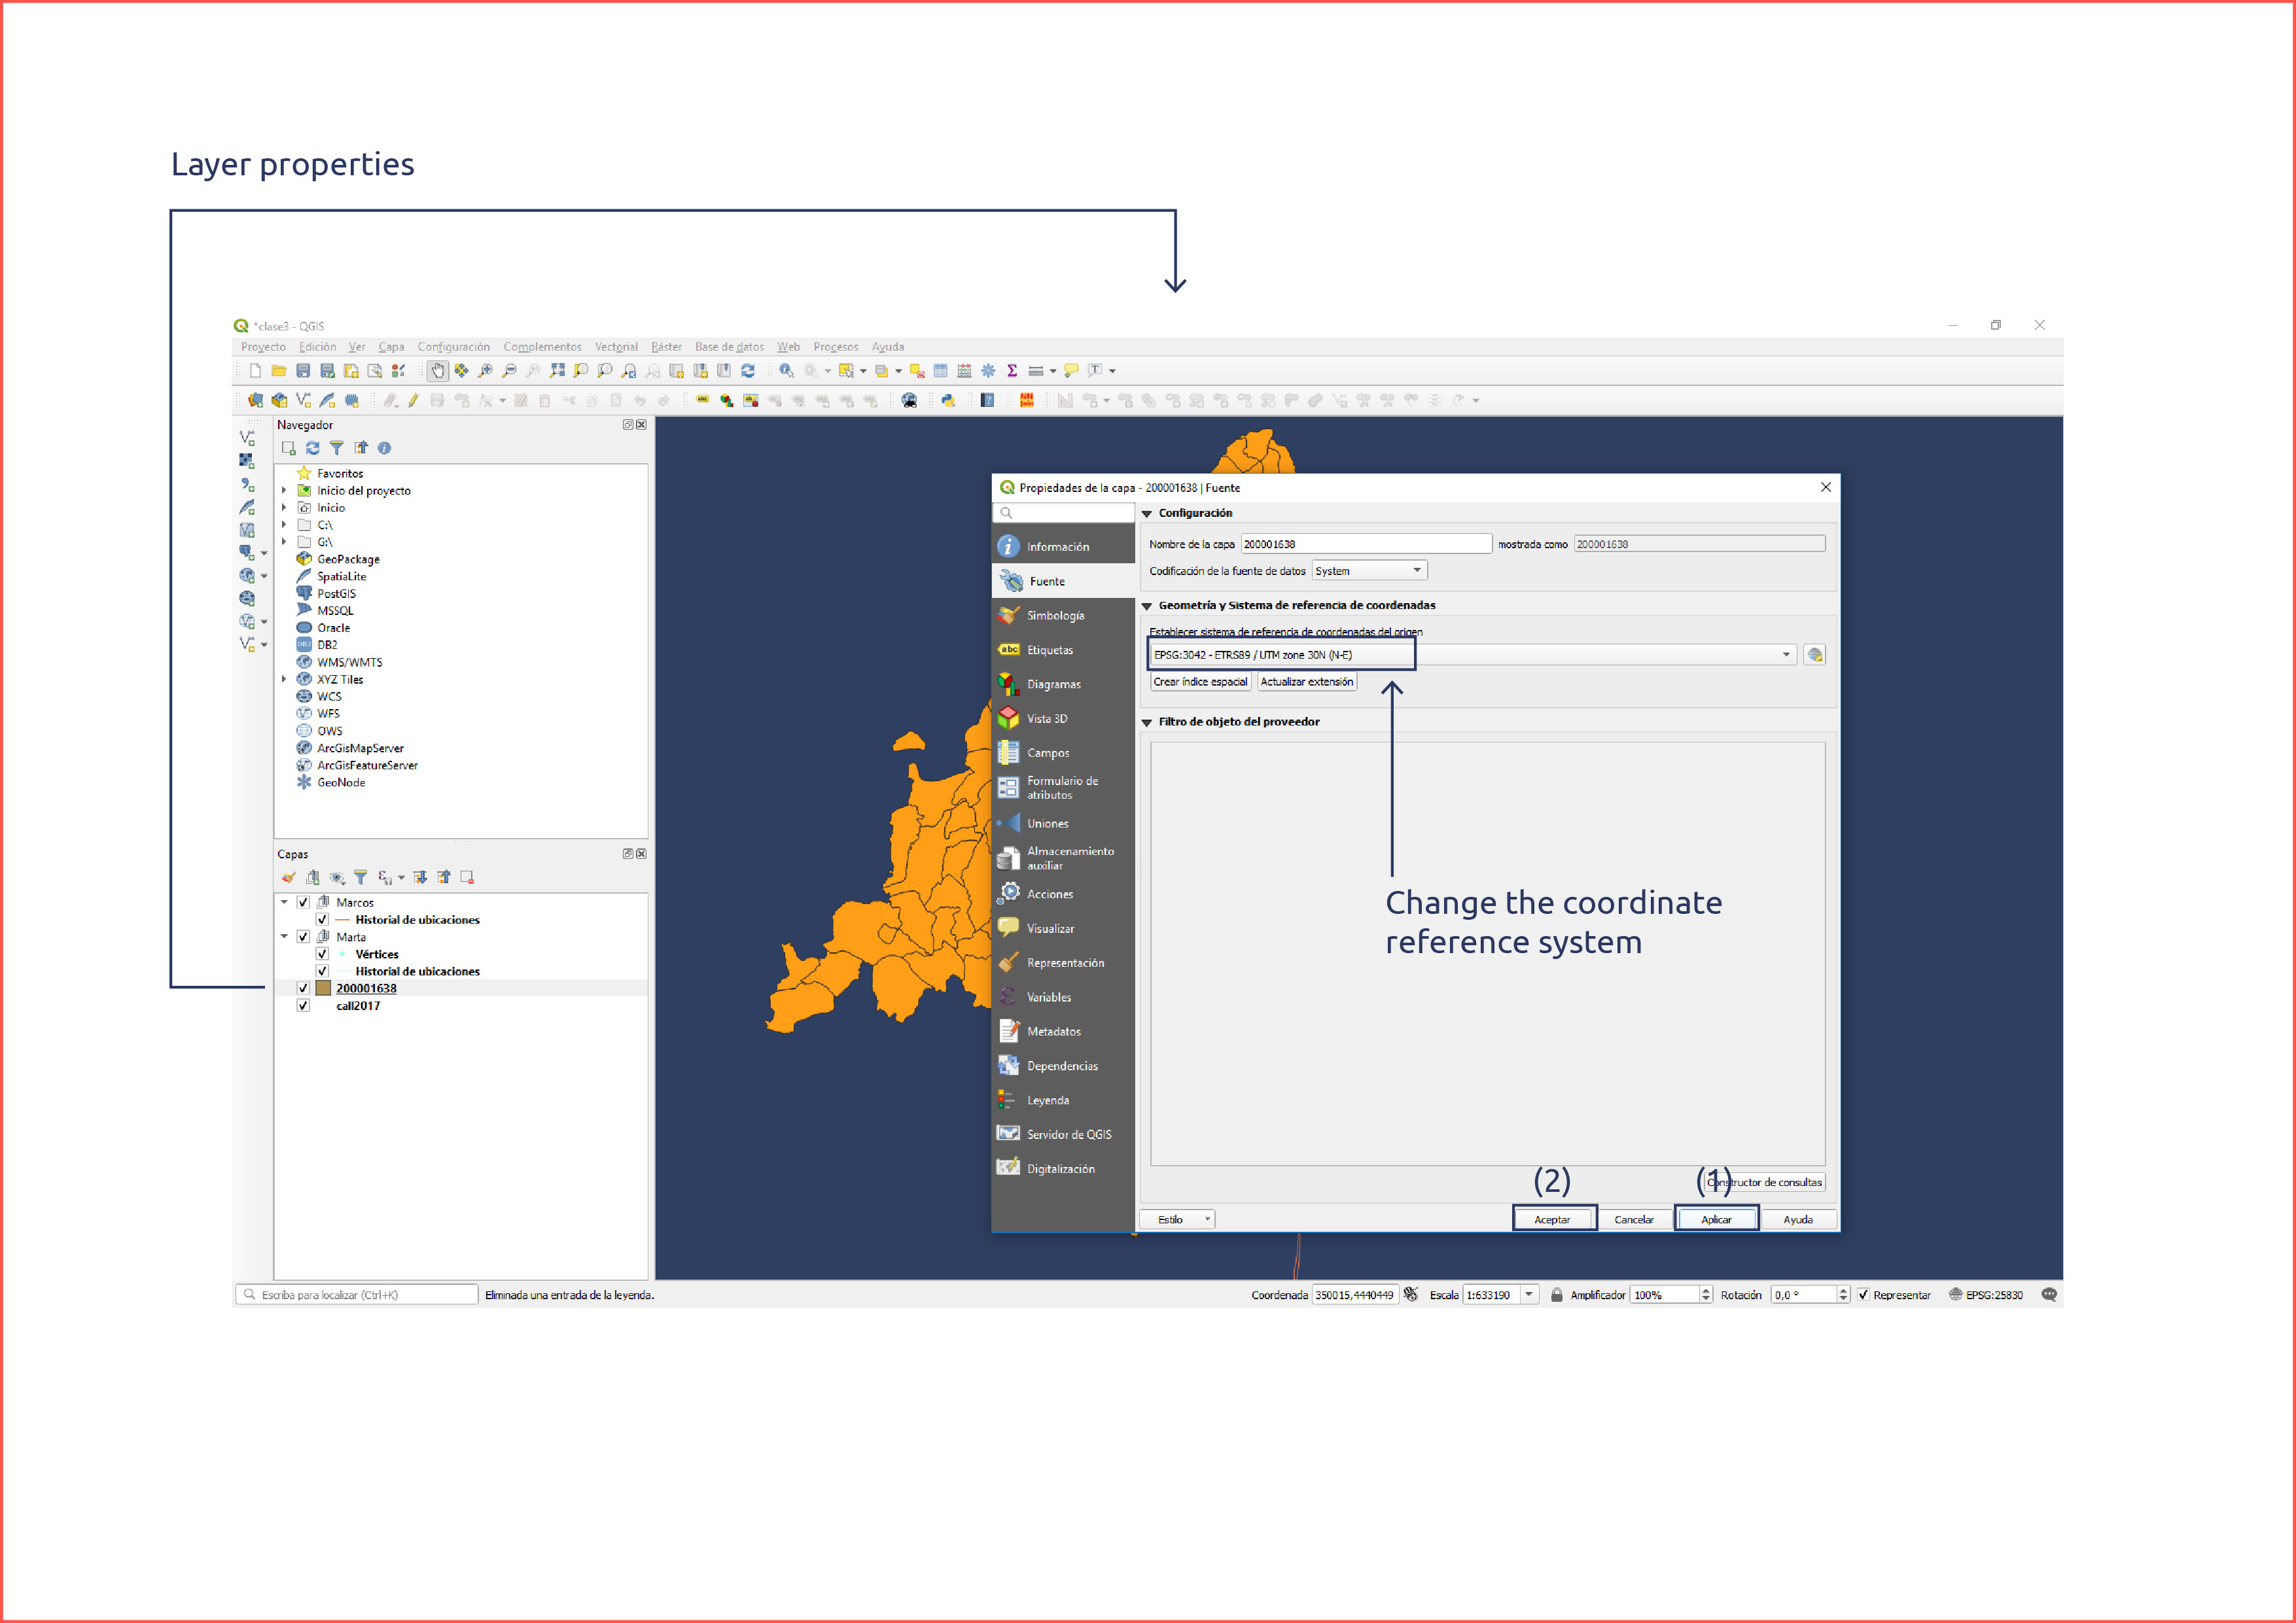 Layer properties
*clase3 - QGIS
Proyecto Edición Ver Capa Configuración Complementos Vectorial Ráster Base de datos Web Procesos Ayuda
Navegador
Favoritos
Inicio del proyecto
Inicio
C:\
G:\
GeoPackage
SpatiaLite
PostGIS
MSSQL
Oracle
DB2
WMS/WMTS
XYZ Tiles
WCS
WFS
OWS
ArcGisMapServer
ArcGisFeatureServer
GeoNode
Capas
Marcos
Historial de ubicaciones
Marta
Vértices
Historial de ubicaciones
200001638
call2017
Propiedades de la capa - 200001638 | Fuente
Información
Fuente
Simbología
Etiquetas
Diagramas
Vista 3D
Campos
Formulario de
atributos
Uniones
Almacenamiento
auxiliar
Acciones
Visualizar
Representación
Variables
Metadatos
Dependencias
Leyenda
Servidor de QGIS
Digitalización
Configuración
Nombre de la capa 200001638 mostrada como 200001638
Codificación de la fuente de datos System
Geometría y Sistema de referencia de coordenadas
Establecer sistema de referencia de coordenadas del origen
EPSG:3042 - ETRS89 / UTM zone 30N (N-E)
Crear índice espacial Actualizar extensión
Filtro de objeto del proveedor
Change the coordinate
reference system
(2) (1)
Constructor de consultas
Estilo Aceptar Cancelar Aplicar Ayuda
Escriba para localizar (Ctrl+K) Eliminada una entrada de la leyenda. Coordenada 350015,4440449 Escala 1:633190 Amplificador 100% Rotación 0,0 ° Representar EPSG:25830